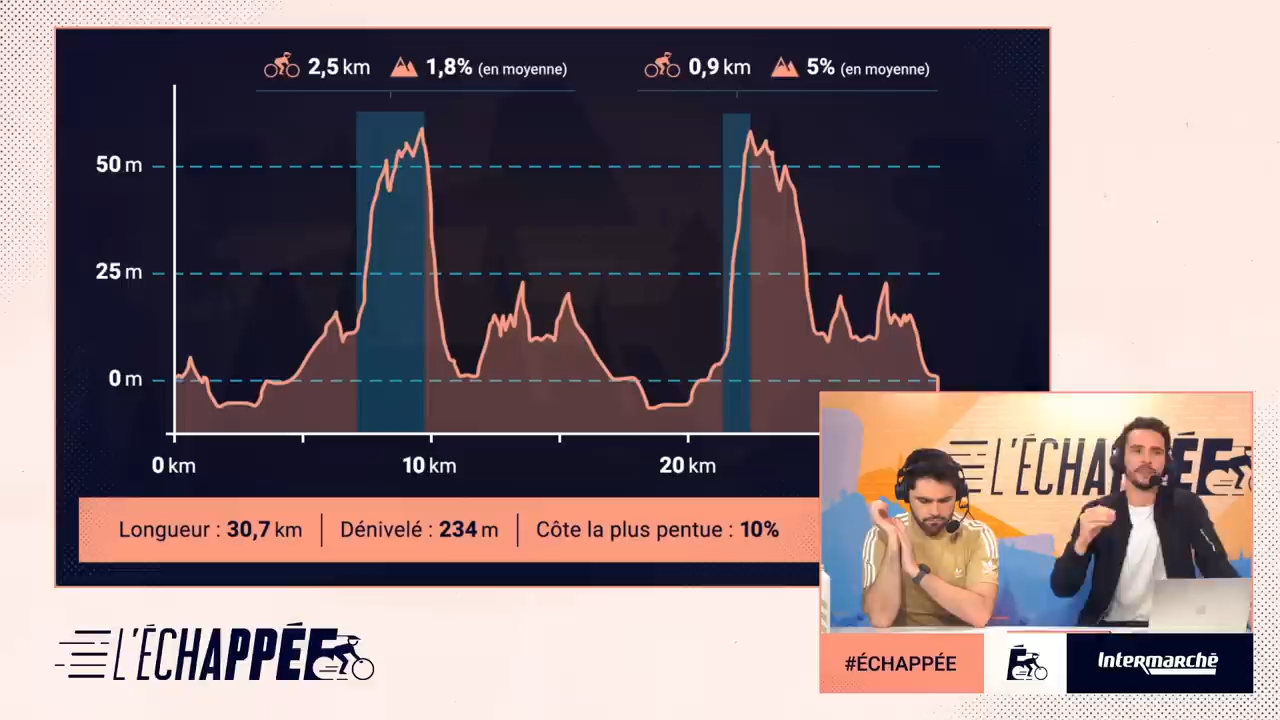 2,5 km 1,8% (en moyenne)
0,9 km 5% (en moyenne)
50 m
25 m
0 m
0 km 10 km 20 km
Longueur : 30,7 km Dénivelé : 234 m Côte la plus pentue : 10%
L'ÉCHAPPÉE
L'ÉCHAPPÉE
#ÉCHAPPÉE
É
Intermarché